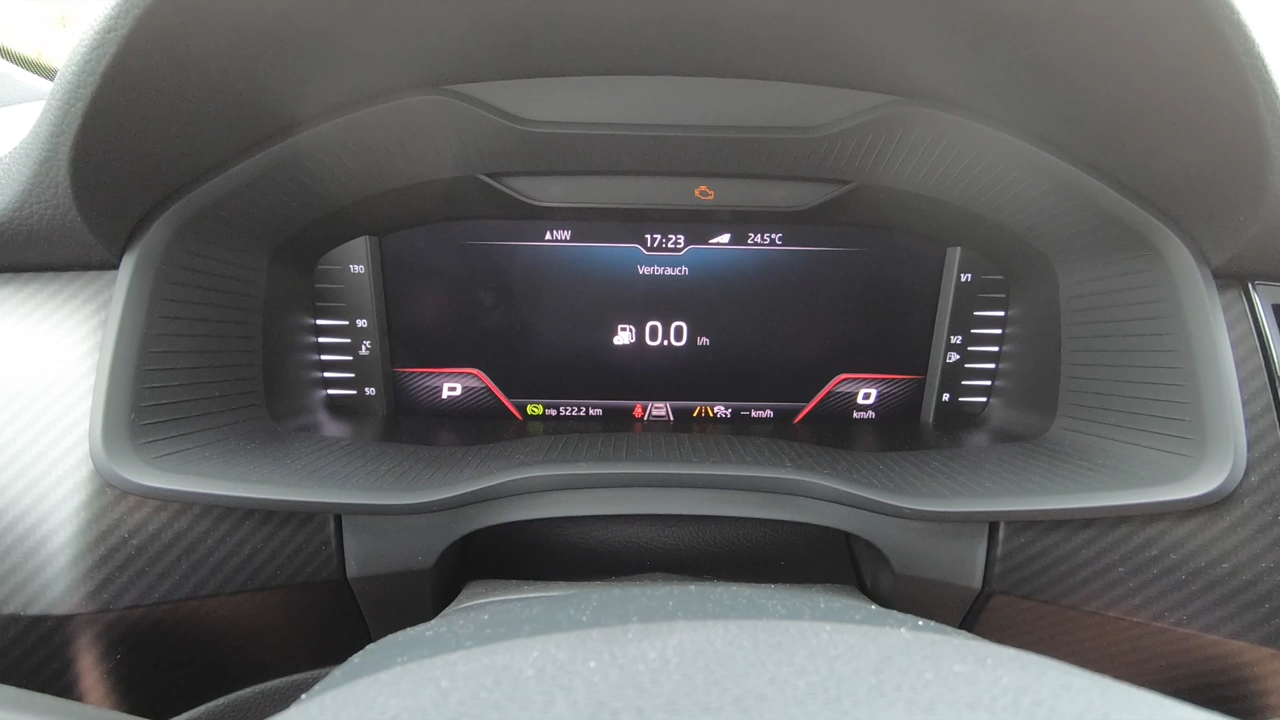 NW 17:23 24.5°C
Verbrauch
0.0 l/h
130
90
°C
50
1/1
1/2
R
P
0
km/h
trip 522.2 km
--- km/h